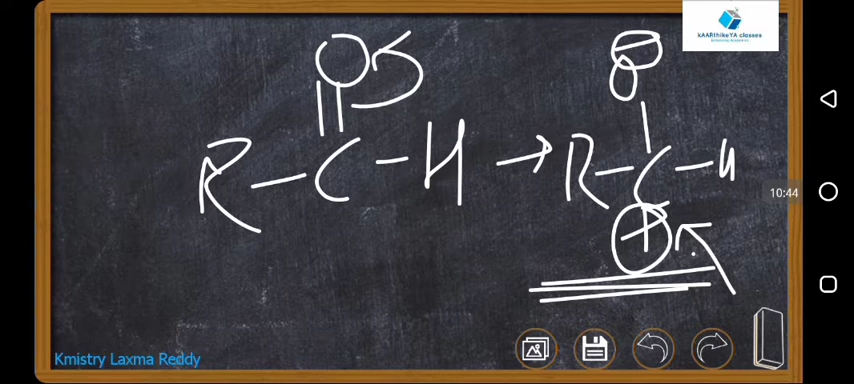 kAARthikeYA classes
O ⊖
O
R-C-H → R-C-H
⊕
10:44
Kmistry Laxma Reddy